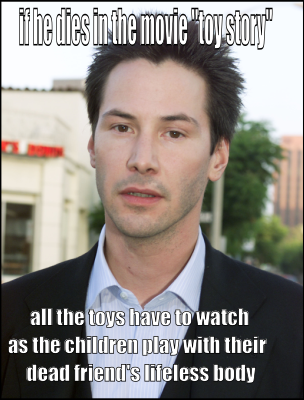 if he dies in the movie "toy story"
all the toys have to watch
as the children play with their
dead friend's lifeless body